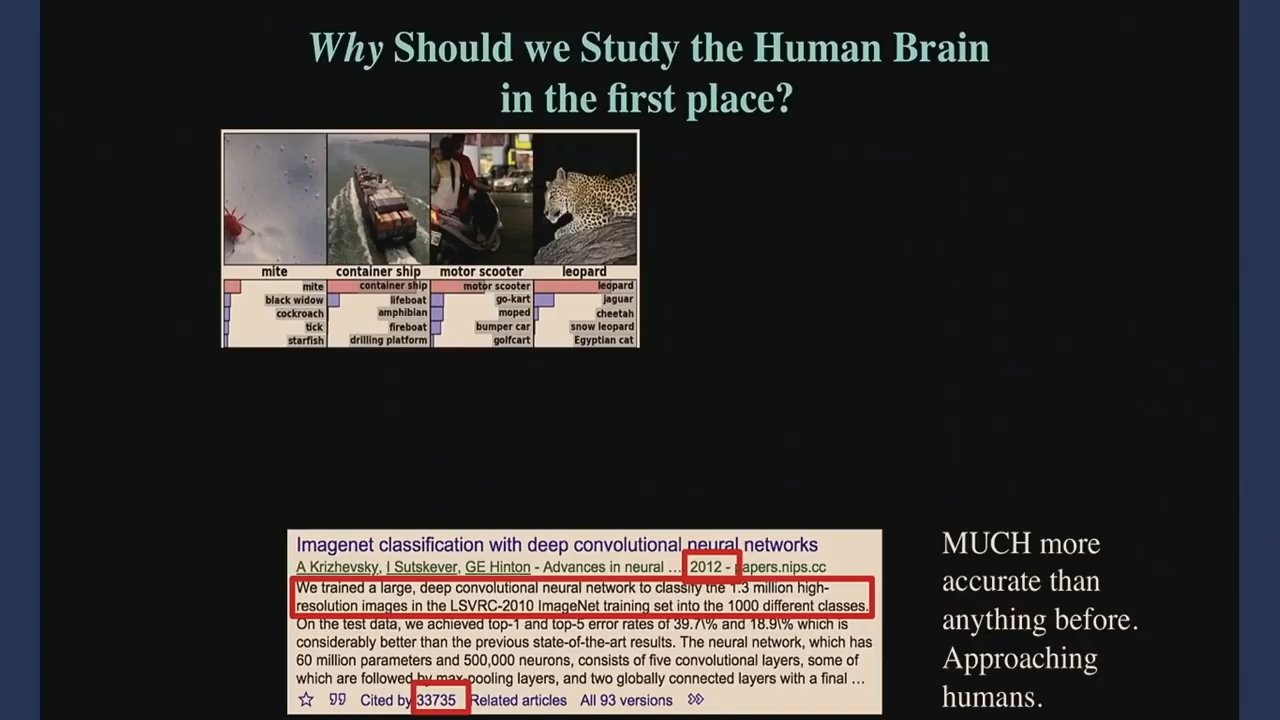 Why Should we Study the Human Brain
in the first place?
mite container ship motor scooter leopard
mite container ship motor scooter leopard
black widow lifeboat go-kart jaguar
cockroach amphibian moped cheetah
tick fireboat bumper car snow leopard
starfish drilling platform golfcart Egyptian cat
Imagenet classification with deep convolutional neural networks
A Krizhevsky, I Sutskever, GE Hinton - Advances in neural … 2012 - papers.nips.cc
We trained a large, deep convolutional neural network to classify the 1.3 million high-
resolution images in the LSVRC-2010 ImageNet training set into the 1000 different classes.
On the test data, we achieved top-1 and top-5 error rates of 39.7\% and 18.9\% which is
considerably better than the previous state-of-the-art results. The neural network, which has
60 million parameters and 500,000 neurons, consists of five convolutional layers, some of
which are followed by max-pooling layers, and two globally connected layers with a final ...
Cited by 33735 Related articles All 93 versions
MUCH more
accurate than
anything before.
Approaching
humans.